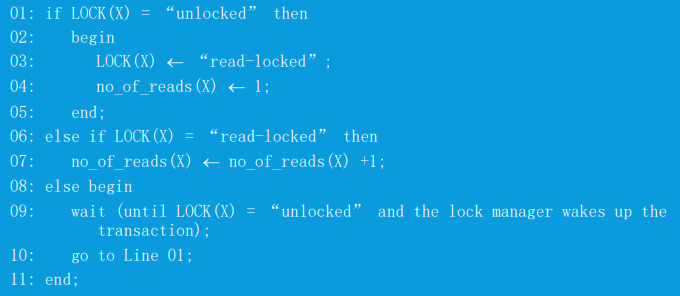 01: if LOCK(X) = “unlocked” then
02: begin
03: LOCK(X) ← “read-locked”;
04: no_of_reads(X) ← 1;
05: end;
06: else if LOCK(X) = “read-locked” then
07: no_of_reads(X) ← no_of_reads(X) +1;
08: else begin
09: wait (until LOCK(X) = “unlocked” and the lock manager wakes up the
transaction);
10: go to Line 01;
11: end;